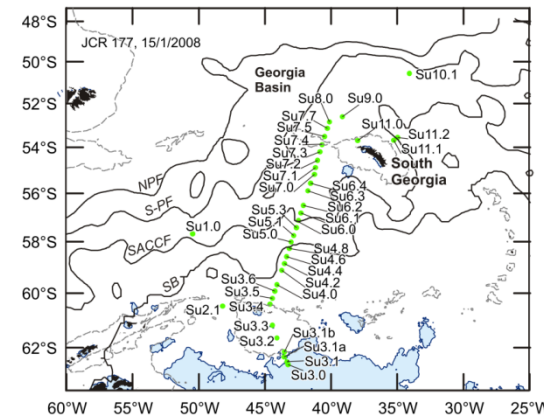 JCR 177, 15/1/2008
48°S
50°S
52°S
54°S
56°S
58°S
60°S
62°S
60°W
55°W
50°W
45°W
40°W
35°W
30°W
25°W
Georgia
Basin
South
Georgia
NPF
S-PF
SACCF
SB
Su10.1
Su8.0
Su9.0
Su7.7
Su7.5
Su7.4
Su7.3
Su7.2
Su7.1
Su7.0
Su11.0
Su11.2
Su11.1
Su6.4
Su6.3
Su6.2
Su6.1
Su6.0
Su5.3
Su5.1
Su5.0
Su1.0
Su4.8
Su4.6
Su4.4
Su4.2
Su4.0
Su3.6
Su3.5
Su3.4
Su2.1
Su3.3
Su3.2
Su3.1b
Su3.1a
Su3.1
Su3.0